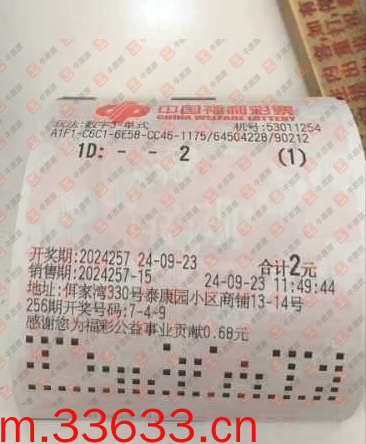 中国福利彩票
CHINA WELFARE LOTTERY
玩法:数字1-单式 机号:53011254
A1F1-C6C1-6E5B-CC46-1175/64504228/90212
1D: - - 2 (1)
开奖期:2024257 24-09-23 合计2元
销售期:2024257-15 24-09-23 11:49:44
地址:佴家湾330号泰康园小区商铺13-14号
256期开奖号码:7-4-9
感谢您为福彩公益事业贡献0.68元
m.33633.cn